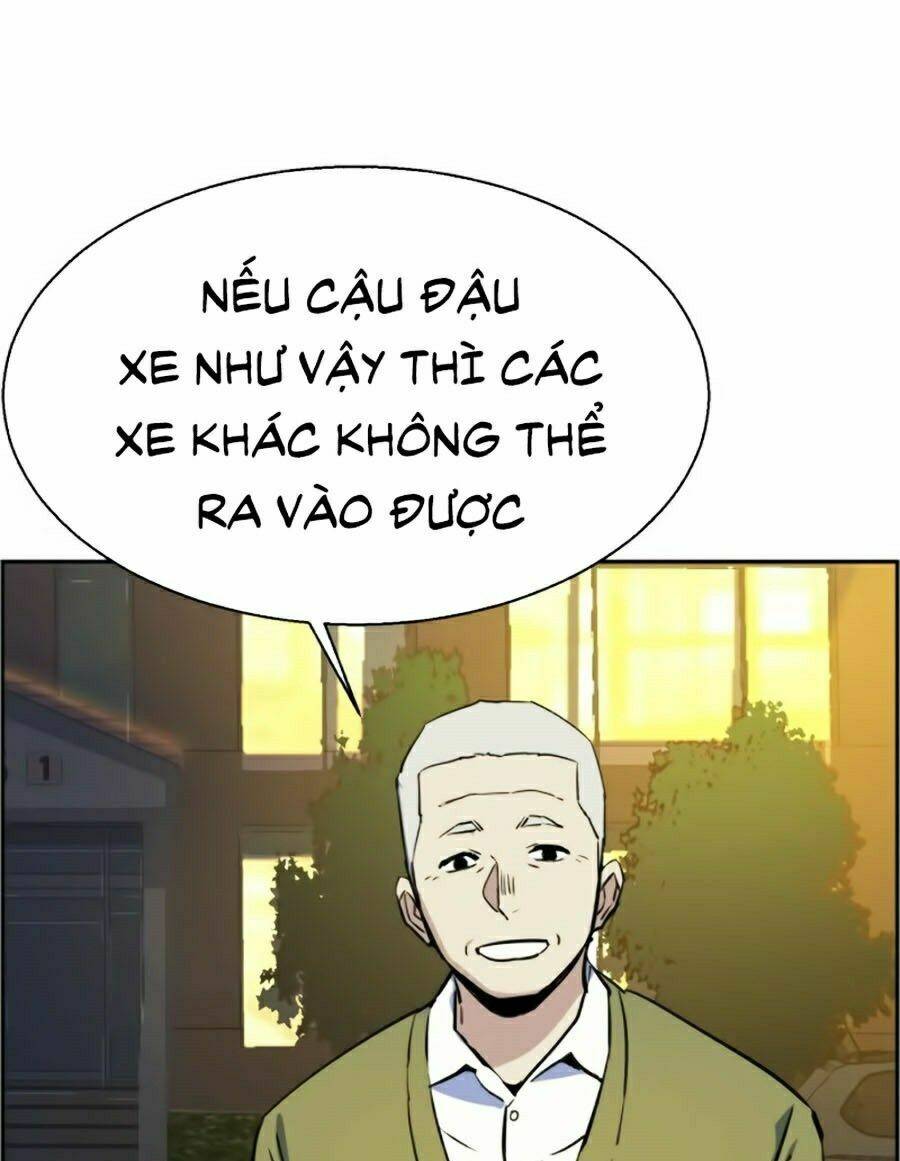 NẾU CẬU ĐẬU
XE NHƯ VẬY THÌ CÁC
XE KHÁC KHÔNG THỂ
RA VÀO ĐƯỢC
1